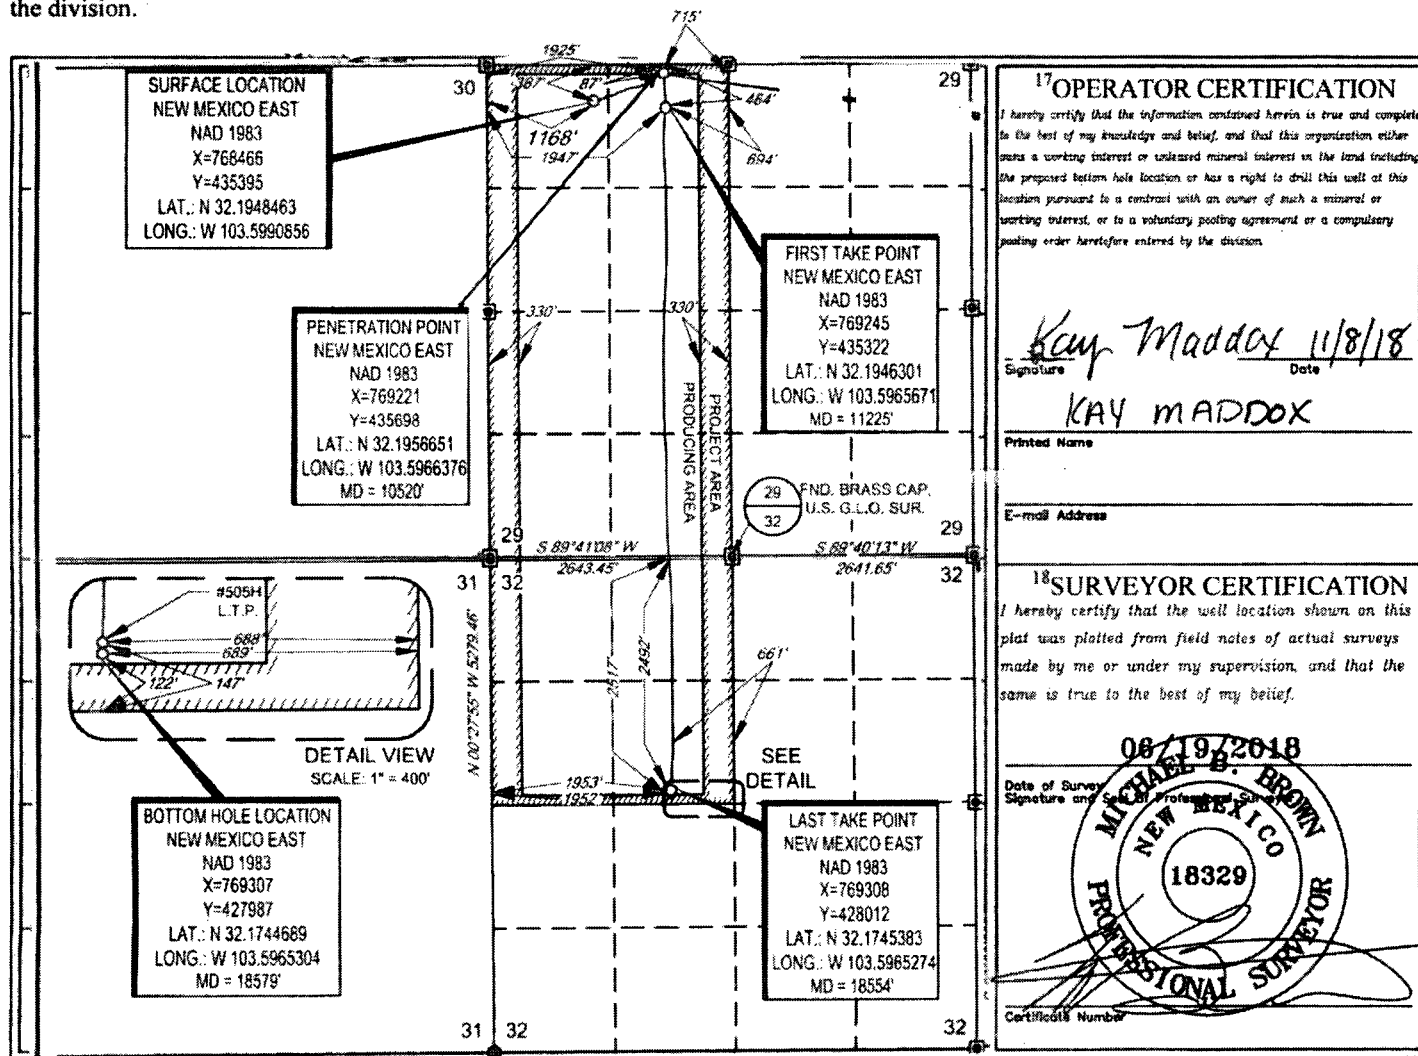 the division.
715'
1925'
387'
87'
30
29
464'
1168'
1947'
694'
SURFACE LOCATION
NEW MEXICO EAST
NAD 1983
X=768466
Y=435395
LAT.: N 32.1948463
LONG.: W 103.5990856
PENETRATION POINT
NEW MEXICO EAST
NAD 1983
X=769221
Y=435698
LAT.: N 32.1956651
LONG.: W 103.5966376
MD = 10520'
330'
330'
FIRST TAKE POINT
NEW MEXICO EAST
NAD 1983
X=769245
Y=435322
LAT.: N 32.1946301
LONG.: W 103.5965671
MD = 11225'
PRODUCING AREA
PROJECT AREA
29
32
FND. BRASS CAP.
U.S. G.L.O. SUR.
29
29
S 89°41'08" W
2643.45'
S 89°40'13" W
2641.65'
31
32
32
#505H
L.T.P.
688'
689'
122'
147'
DETAIL VIEW
SCALE: 1" = 400'
N 00°27'55" W 5279.46'
2517'
2492'
661'
SEE
DETAIL
1953'
1952'
BOTTOM HOLE LOCATION
NEW MEXICO EAST
NAD 1983
X=769307
Y=427987
LAT.: N 32.1744689
LONG.: W 103.5965304
MD = 18579'
LAST TAKE POINT
NEW MEXICO EAST
NAD 1983
X=769308
Y=428012
LAT.: N 32.1745383
LONG.: W 103.5965274
MD = 18554'
31
32
32
17 OPERATOR CERTIFICATION
I hereby certify that the information contained herein is true and complete
to the best of my knowledge and belief, and that this organization either
owns a working interest or unleased mineral interest in the land including
the proposed bottom hole location or has a right to drill this well at this
location pursuant to a contract with an owner of such a mineral or
working interest, or to a voluntary pooling agreement or a compulsory
pooling order heretofore entered by the division.
Kay Maddox 11/8/18
Signature
Date
KAY MADDOX
Printed Name
E-mail Address
18 SURVEYOR CERTIFICATION
I hereby certify that the well location shown on this
plat was plotted from field notes of actual surveys
made by me or under my supervision, and that the
same is true to the best of my belief.
06/19/2018
Date of Survey
Signature and Seal of Professional Surveyor
MICHAEL B. BROWN
NEW MEXICO
18329
PROFESSIONAL SURVEYOR
Certificate Number